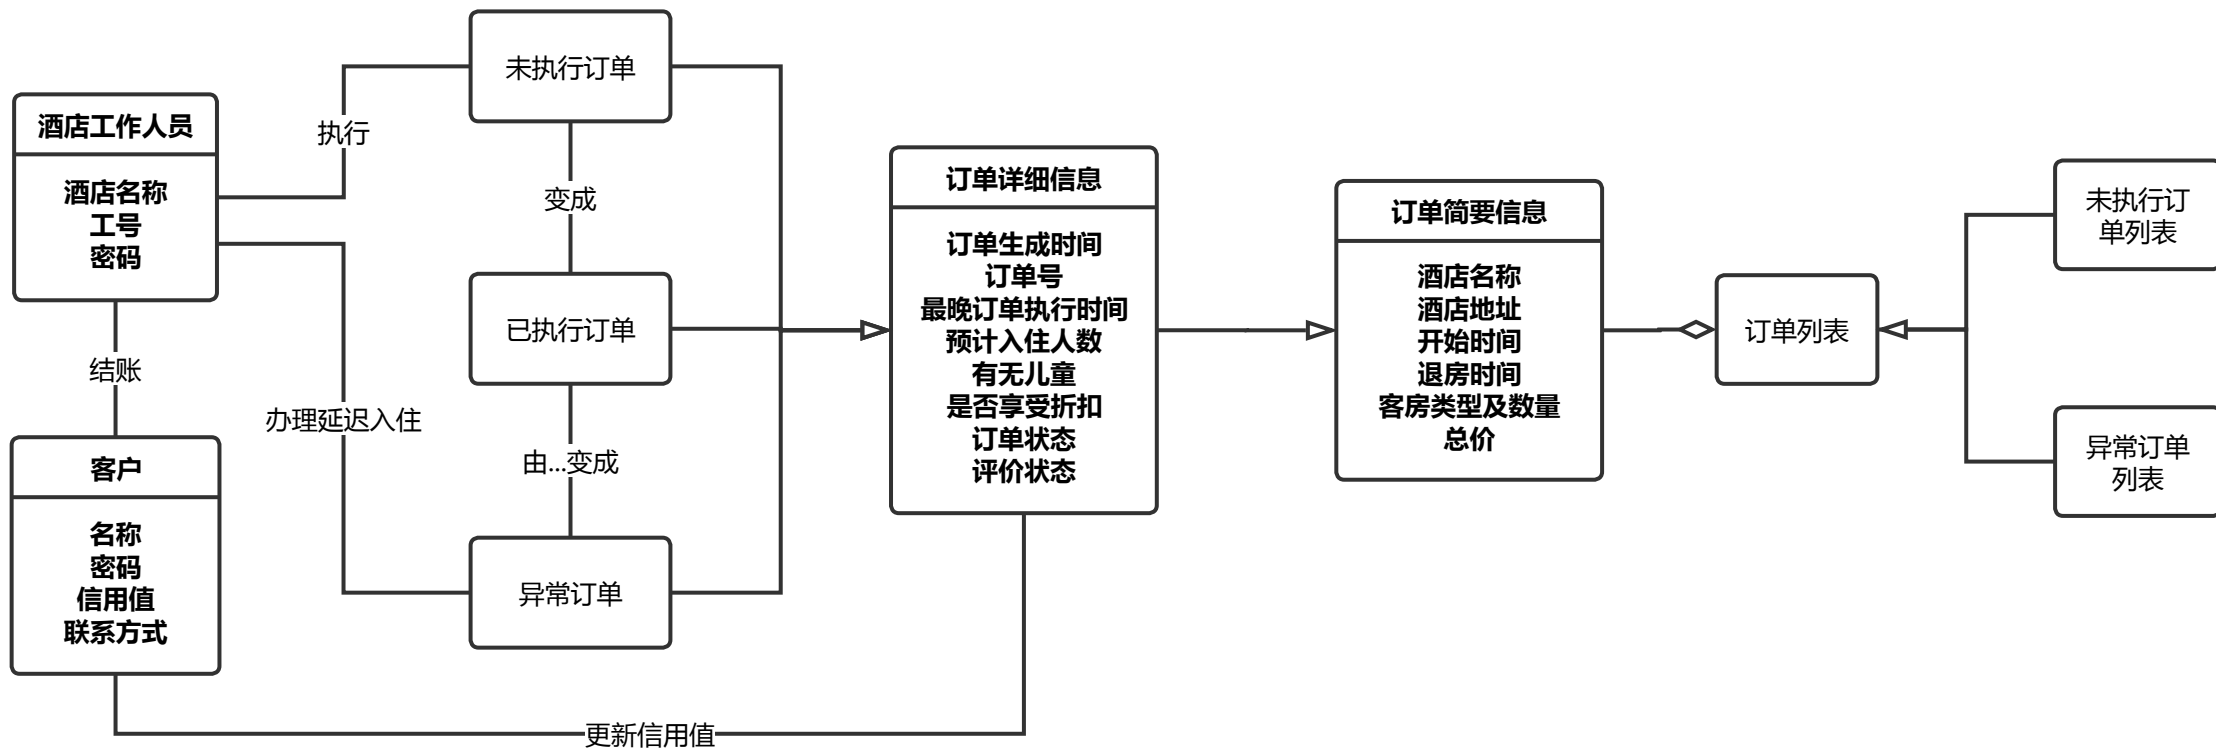 未执行订单
酒店工作人员
酒店名称
工号
密码
执行
变成
已执行订单
结账
办理延迟入住
由...变成
客户
名称
密码
信用值
联系方式
异常订单
更新信用值
订单详细信息
订单生成时间
订单号
最晚订单执行时间
预计入住人数
有无儿童
是否享受折扣
订单状态
评价状态
订单简要信息
酒店名称
酒店地址
开始时间
退房时间
客房类型及数量
总价
订单列表
未执行订
单列表
异常订单
列表